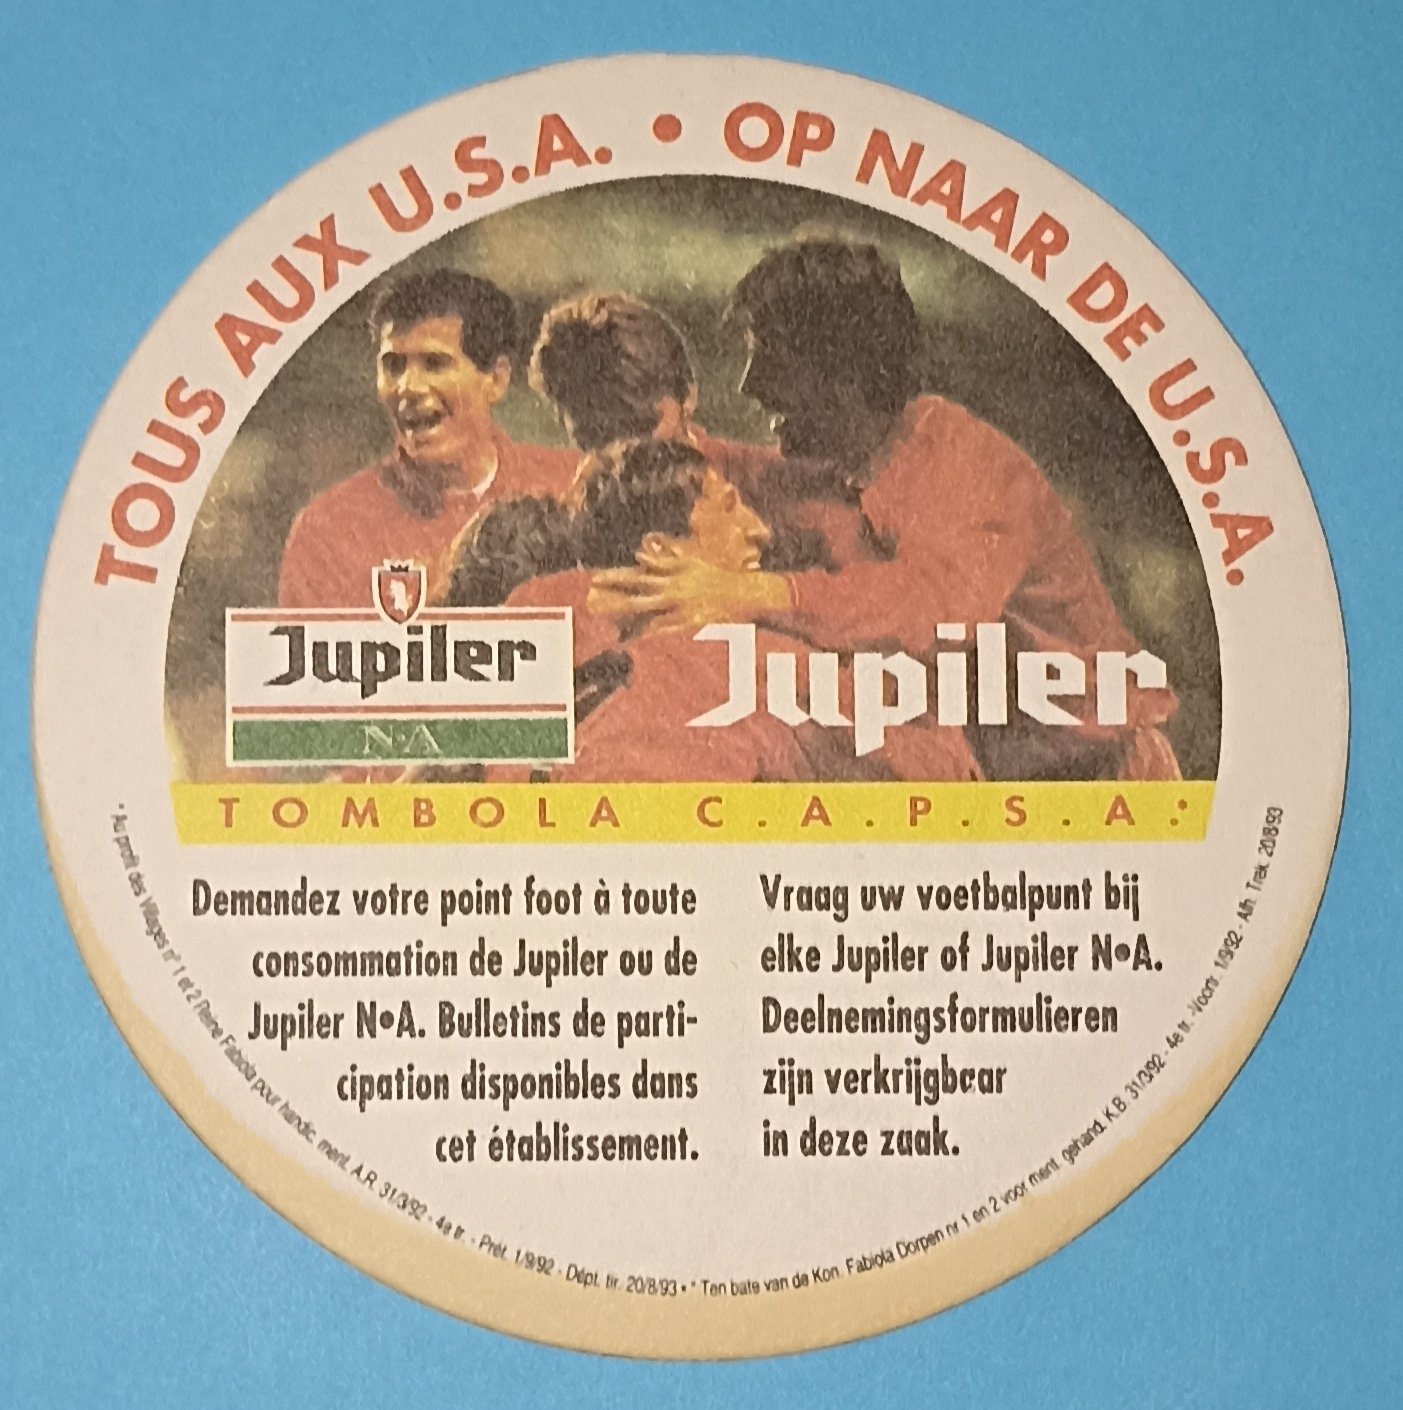 TOUS AUX U.S.A. • OP NAAR DE U.S.A.
Jupiler
N•A
Jupiler
TOMBOLA C.A.P.S.A.*
Demandez votre point foot à toute
consommation de Jupiler ou de
Jupiler N•A. Bulletins de parti-
cipation disponibles dans
cet établissement.
Vraag uw voetbalpunt bij
elke Jupiler of Jupiler N•A.
Deelnemingsformulieren
zijn verkrijgbaar
in deze zaak.
* Au profit des Villages n° 1 et 2 Reine Fabiola pour handic. ment. A.R. 31/3/92 - 4e tr. - Prél. 1/9/92 - Dépt. tir. 20/8/93 • * Ten bate van de Kon. Fabiola Dorpen nr 1 en 2 voor ment. gehand. K.B. 31/3/92 - 4e tr. - Voorr. 1/9/92 - Afh. Trek. 20/8/93